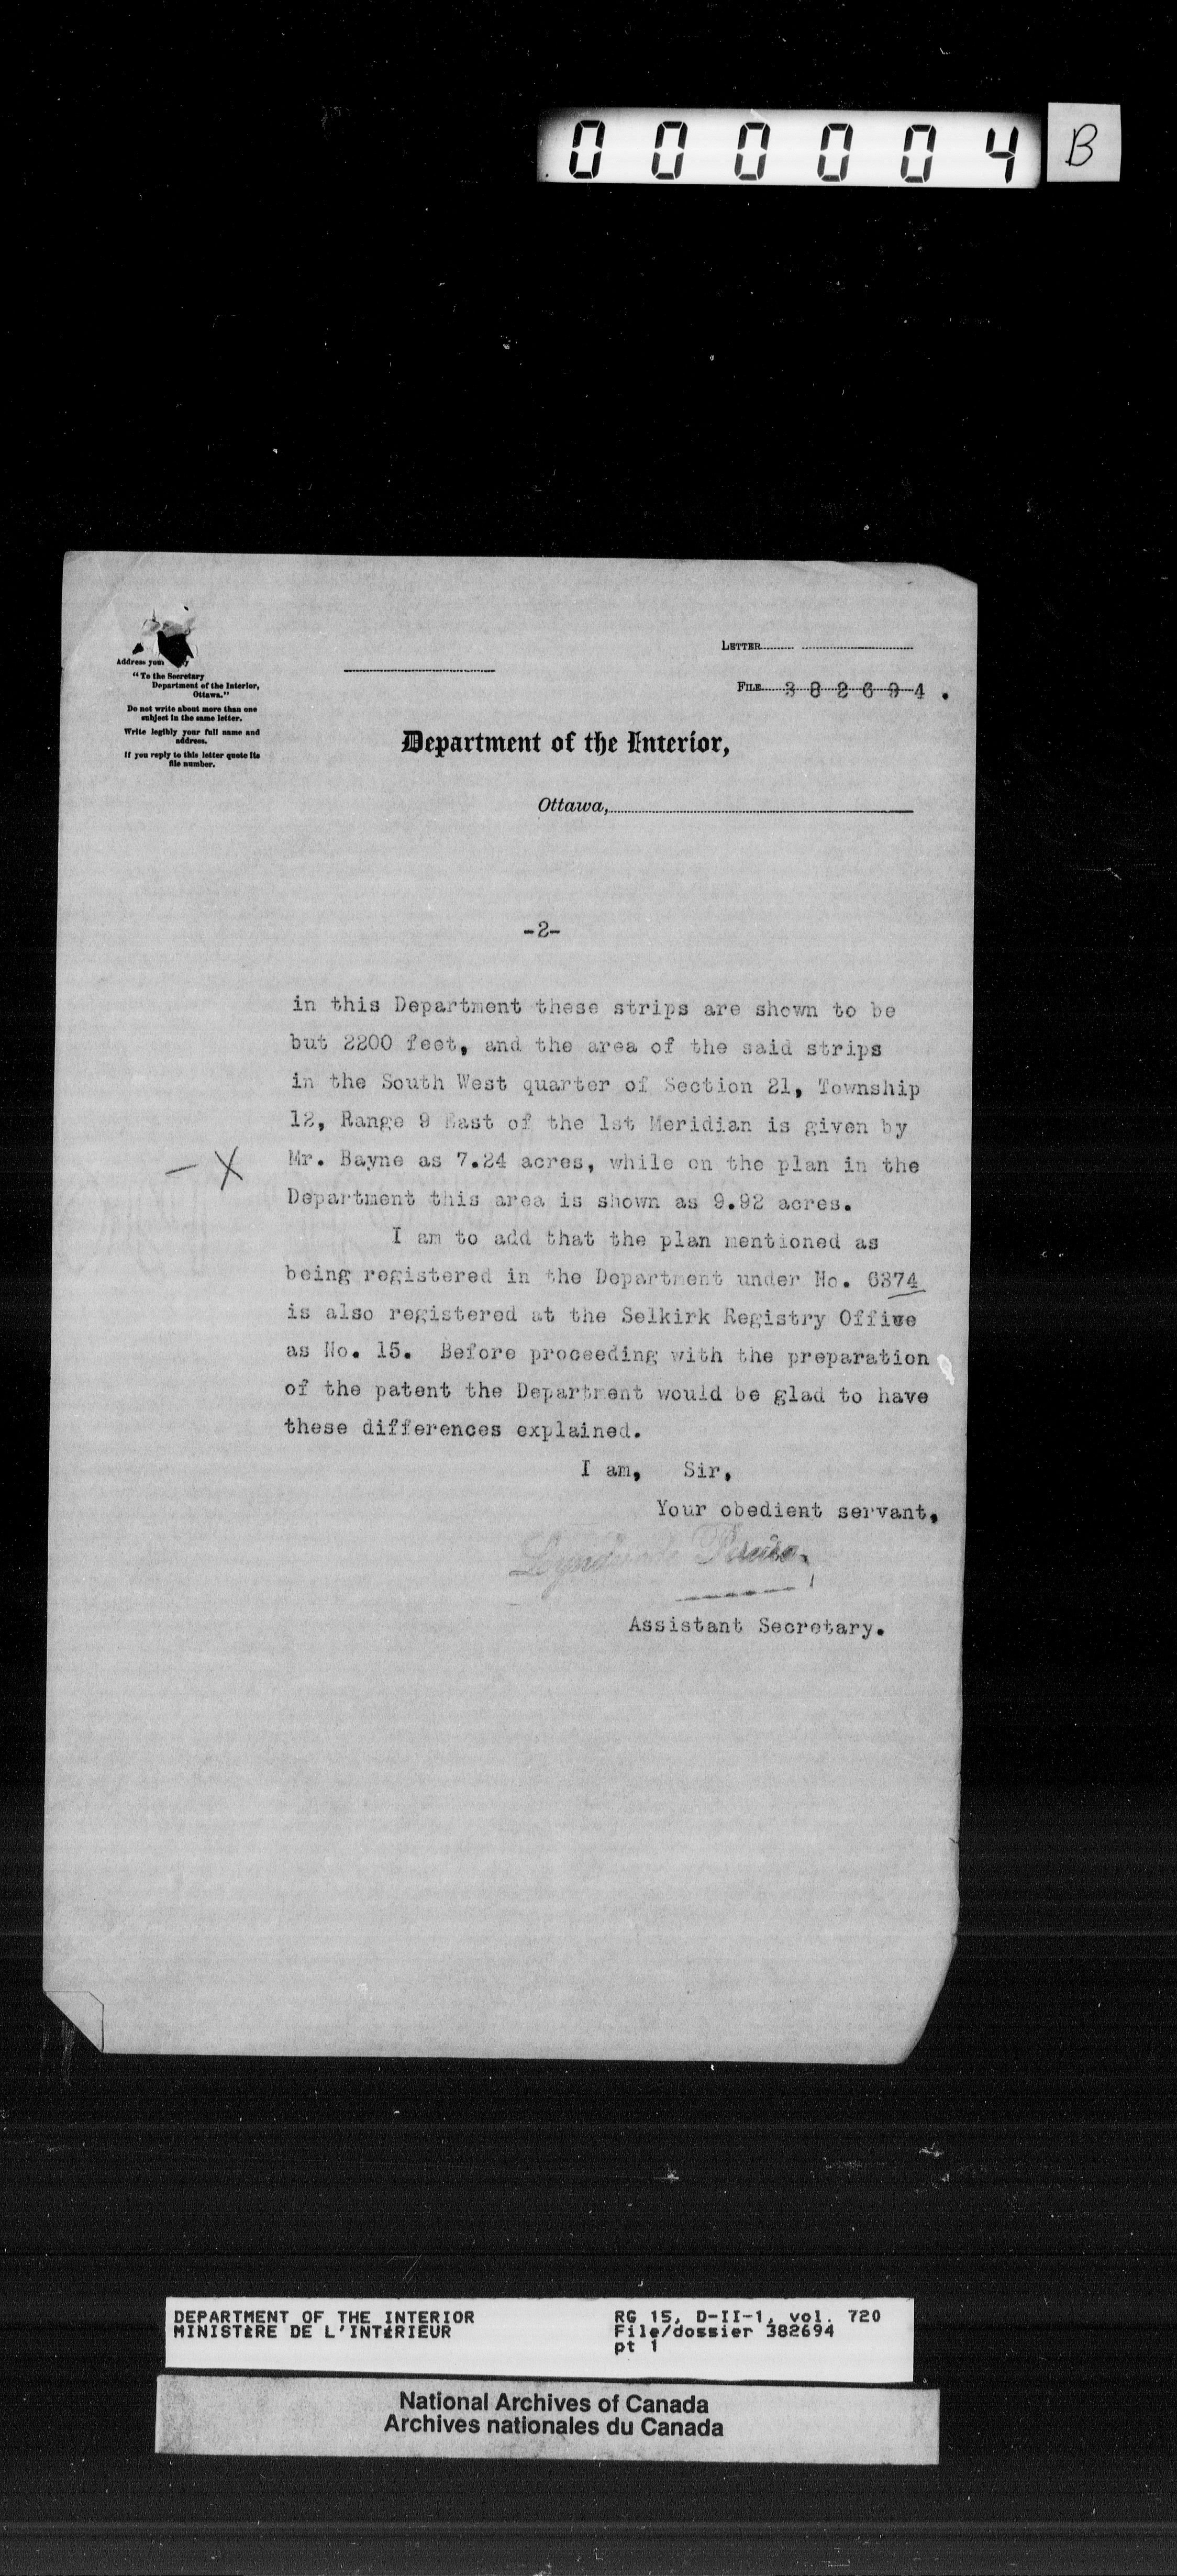 000004 B
LETTER
FILE 382694.
Address your
"To the Secretary
Department of the Interior,
Ottawa."
Do not write about more than one
subject in the same letter.
Write legibly your full name and
address.
If you reply to this letter quote its
file number.
Department of the Interior,
Ottawa,
-2-
in this Department these strips are shown to be
but 2200 feet, and the area of the said strips
in the South West quarter of Section 21, Township
12, Range 9 East of the 1st Meridian is given by
- X Mr. Bayne as 7.24 acres, while on the plan in the
Department this area is shown as 9.92 acres.
I am to add that the plan mentioned as
being registered in the Department under No. 6374
is also registered at the Selkirk Registry Office
as No. 15. Before proceeding with the preparation
of the patent the Department would be glad to have
these differences explained.
I am, Sir,
Your obedient servant,
Lyndwode Pereira,
Assistant Secretary.
DEPARTMENT OF THE INTERIOR
MINISTÈRE DE L'INTÉRIEUR
RG 15, D-II-1, vol. 720
File/dossier 382694
pt 1
National Archives of Canada
Archives nationales du Canada